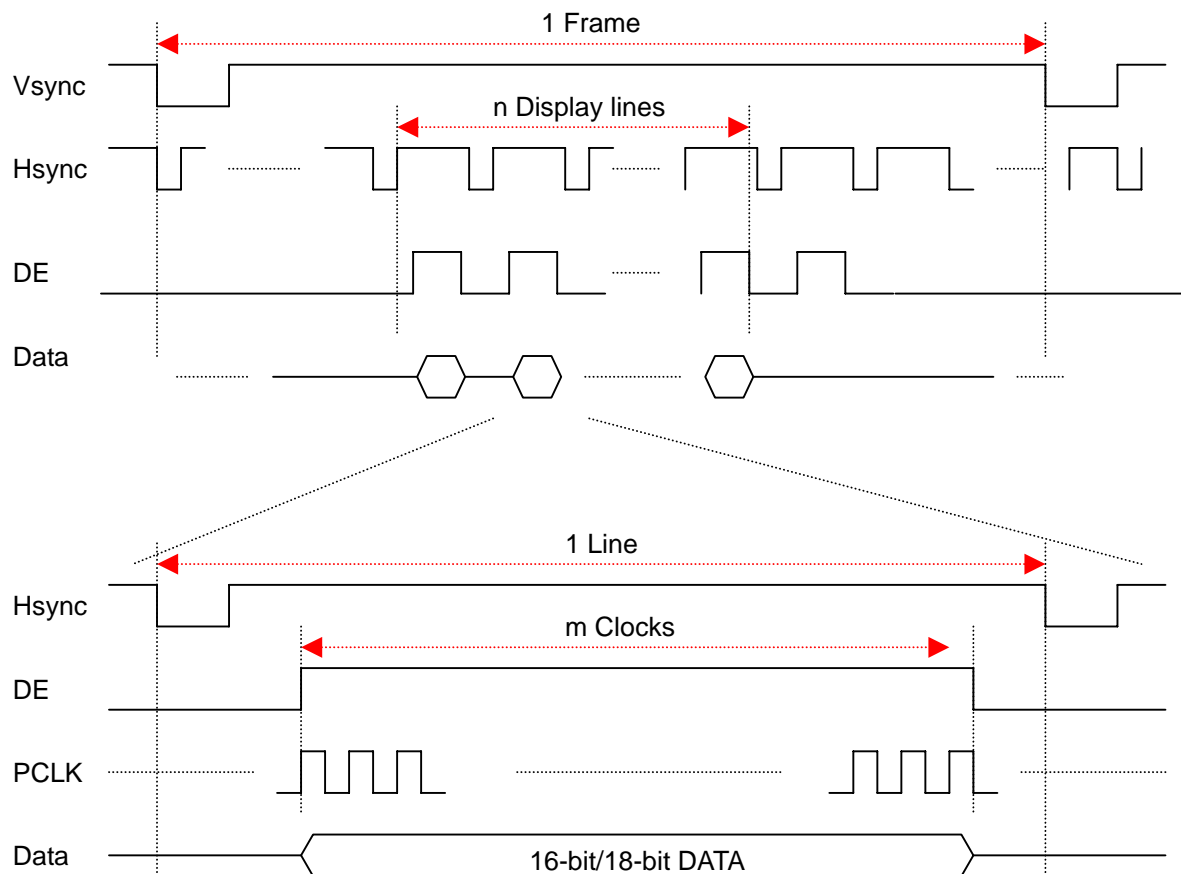 1 Frame
Vsync
n Display lines
Hsync
DE
Data
1 Line
Hsync
m Clocks
DE
PCLK
Data
16-bit/18-bit DATA